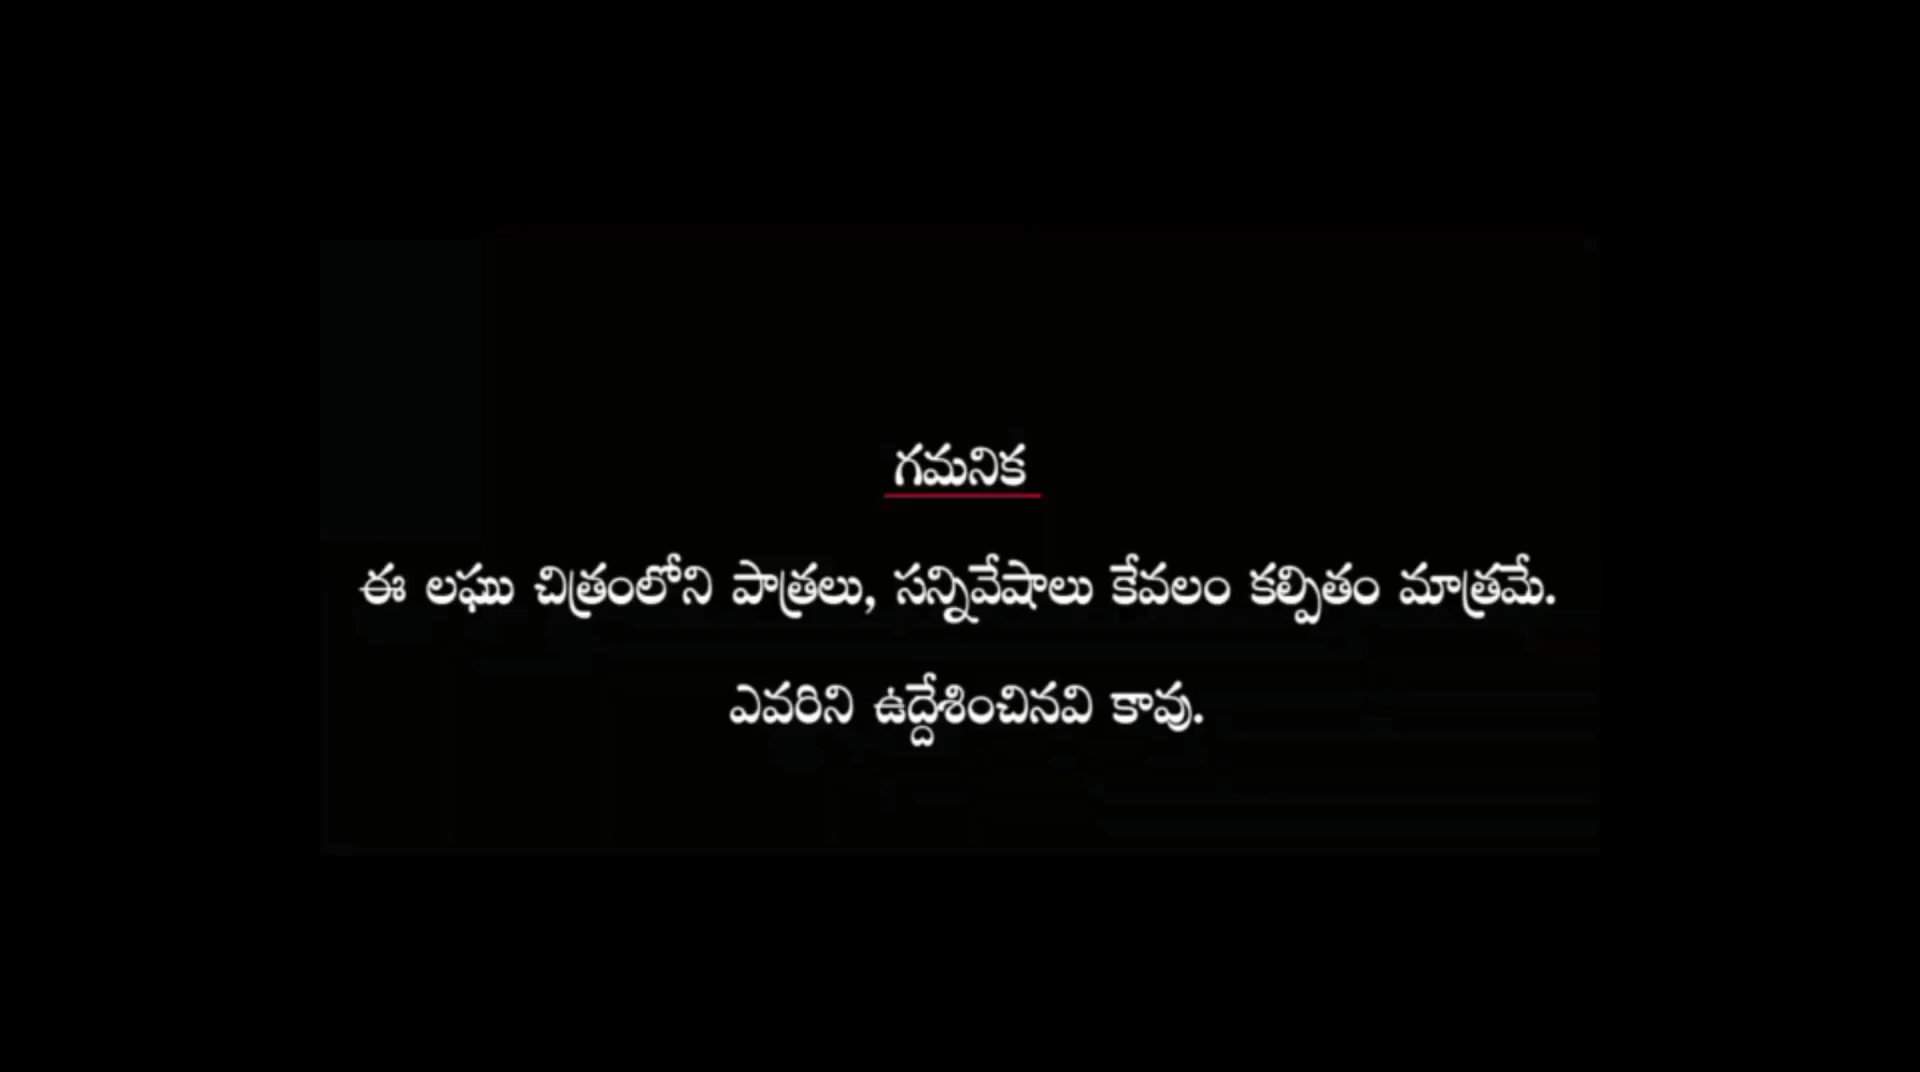 గమనిక
ఈ లఘు చిత్రంలోని పాత్రలు, సన్నివేషాలు కేవలం కల్పితం మాత్రమే.
ఎవరిని ఉద్దేశించినవి కావు.